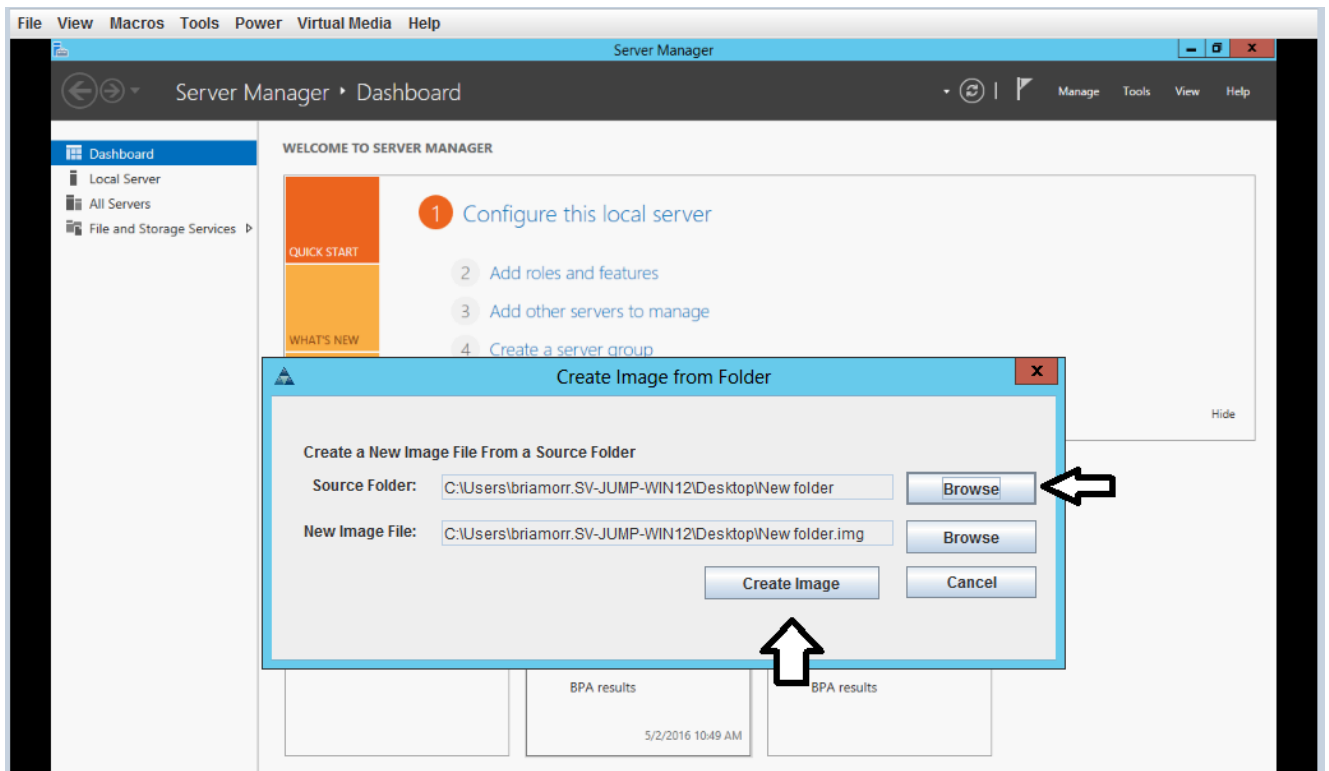 File View Macros Tools Power Virtual Media Help
Server Manager
Server Manager • Dashboard
Manage Tools View Help
Dashboard
Local Server
All Servers
File and Storage Services
WELCOME TO SERVER MANAGER
QUICK START
WHAT'S NEW
1 Configure this local server
2 Add roles and features
3 Add other servers to manage
4 Create a server group
Hide
Create Image from Folder
Create a New Image File From a Source Folder
Source Folder: C:\Users\briamorr.SV-JUMP-WIN12\Desktop\New folder Browse
New Image File: C:\Users\briamorr.SV-JUMP-WIN12\Desktop\New folder.img Browse
Create Image Cancel
BPA results
5/2/2016 10:49 AM
BPA results